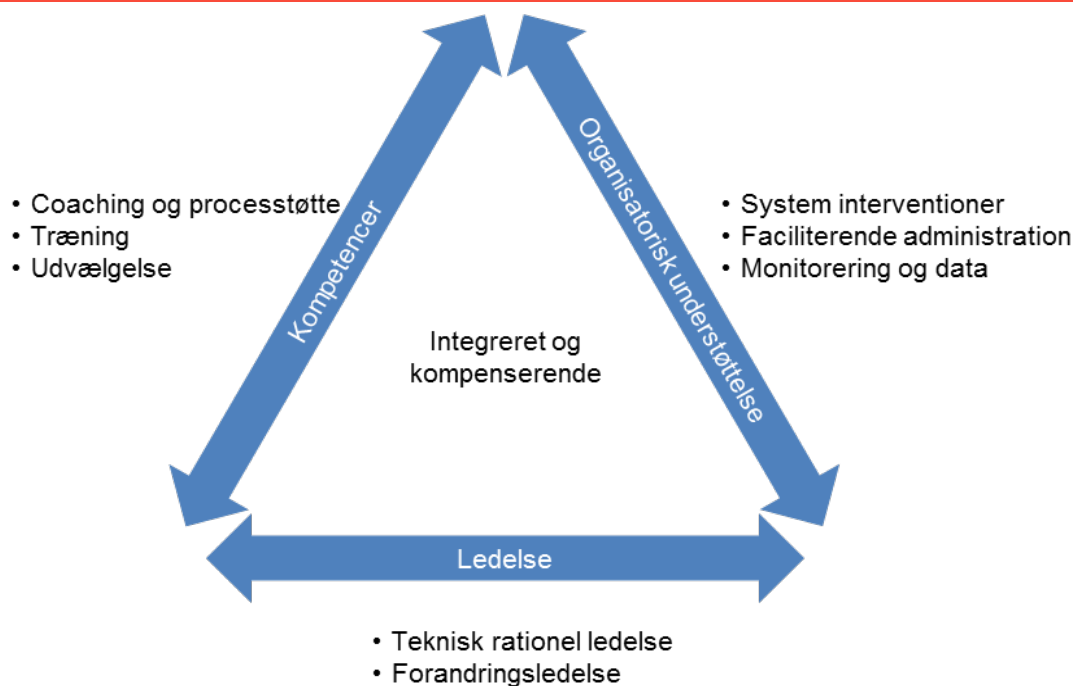 Kompetencer
Organisatorisk understøttelse
• Coaching og processtøtte
• Træning
• Udvælgelse
• System interventioner
• Faciliterende administration
• Monitorering og data
Integreret og
kompenserende
Ledelse
• Teknisk rationel ledelse
• Forandringsledelse